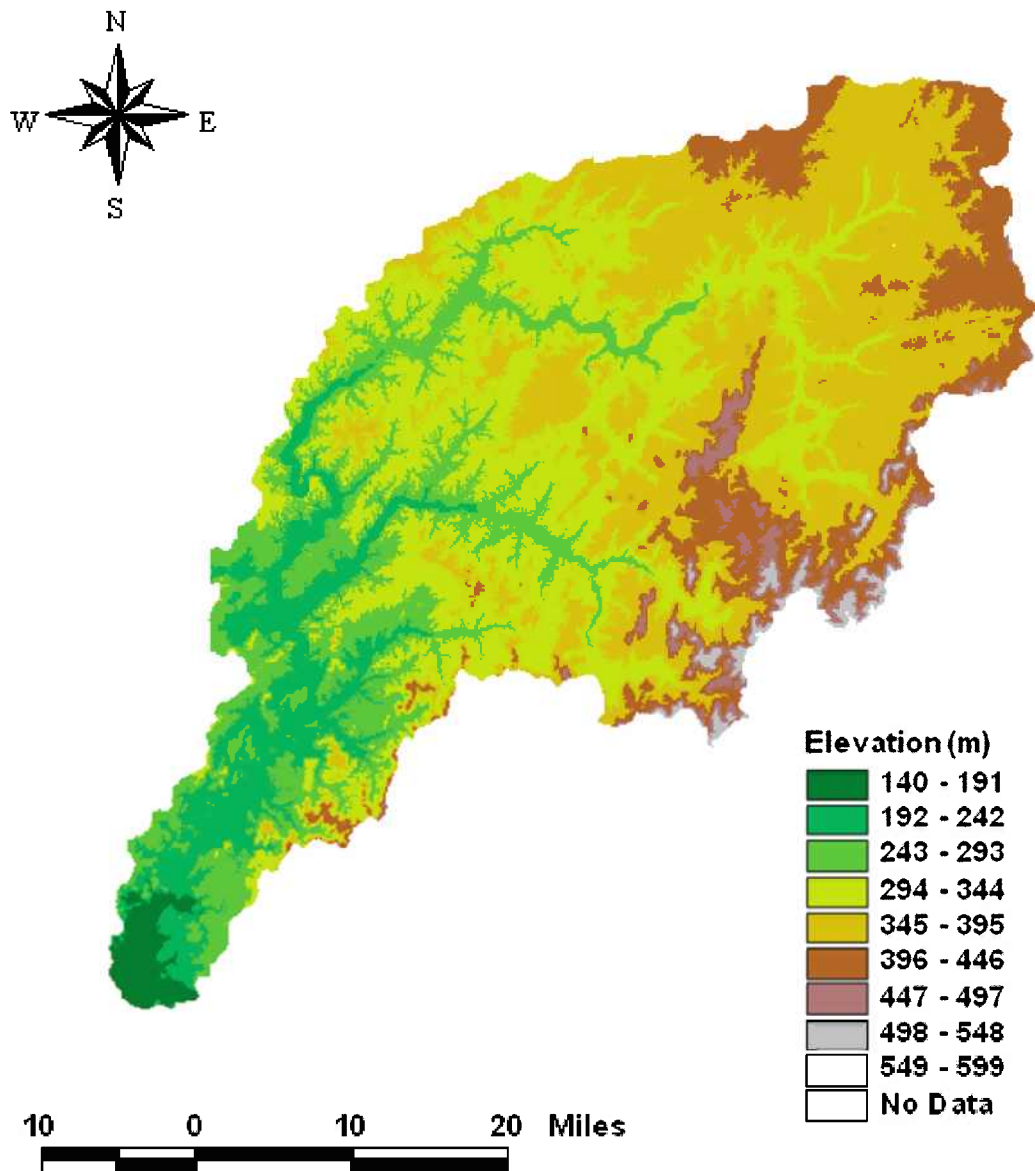 N
W E
S
Elevation (m)
140 - 191
192 - 242
243 - 293
294 - 344
345 - 395
396 - 446
447 - 497
498 - 548
549 - 599
No Data
10 0 10 20 Miles